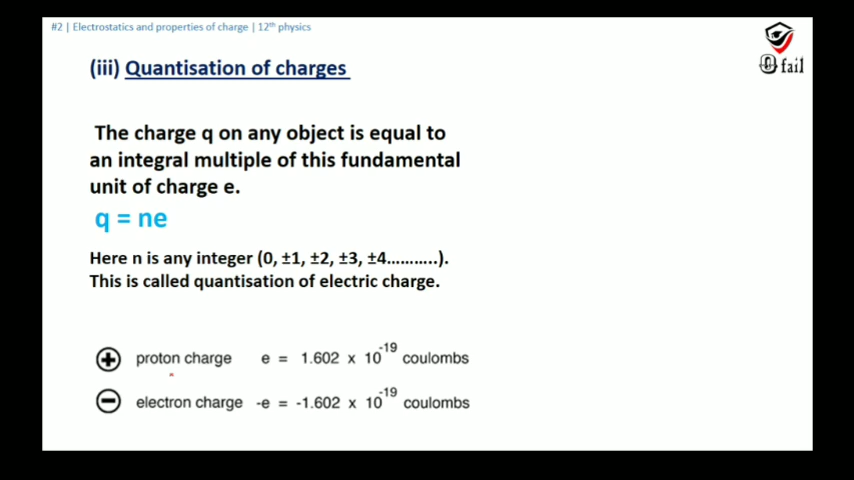 #2 | Electrostatics and properties of charge | 12th physics
0 fail
(iii) Quantisation of charges
The charge q on any object is equal to
an integral multiple of this fundamental
unit of charge e.
q = ne
Here n is any integer (0, ±1, ±2, ±3, ±4...........).
This is called quantisation of electric charge.
+ proton charge e = 1.602 x 10-19 coulombs
− electron charge -e = -1.602 x 10-19 coulombs